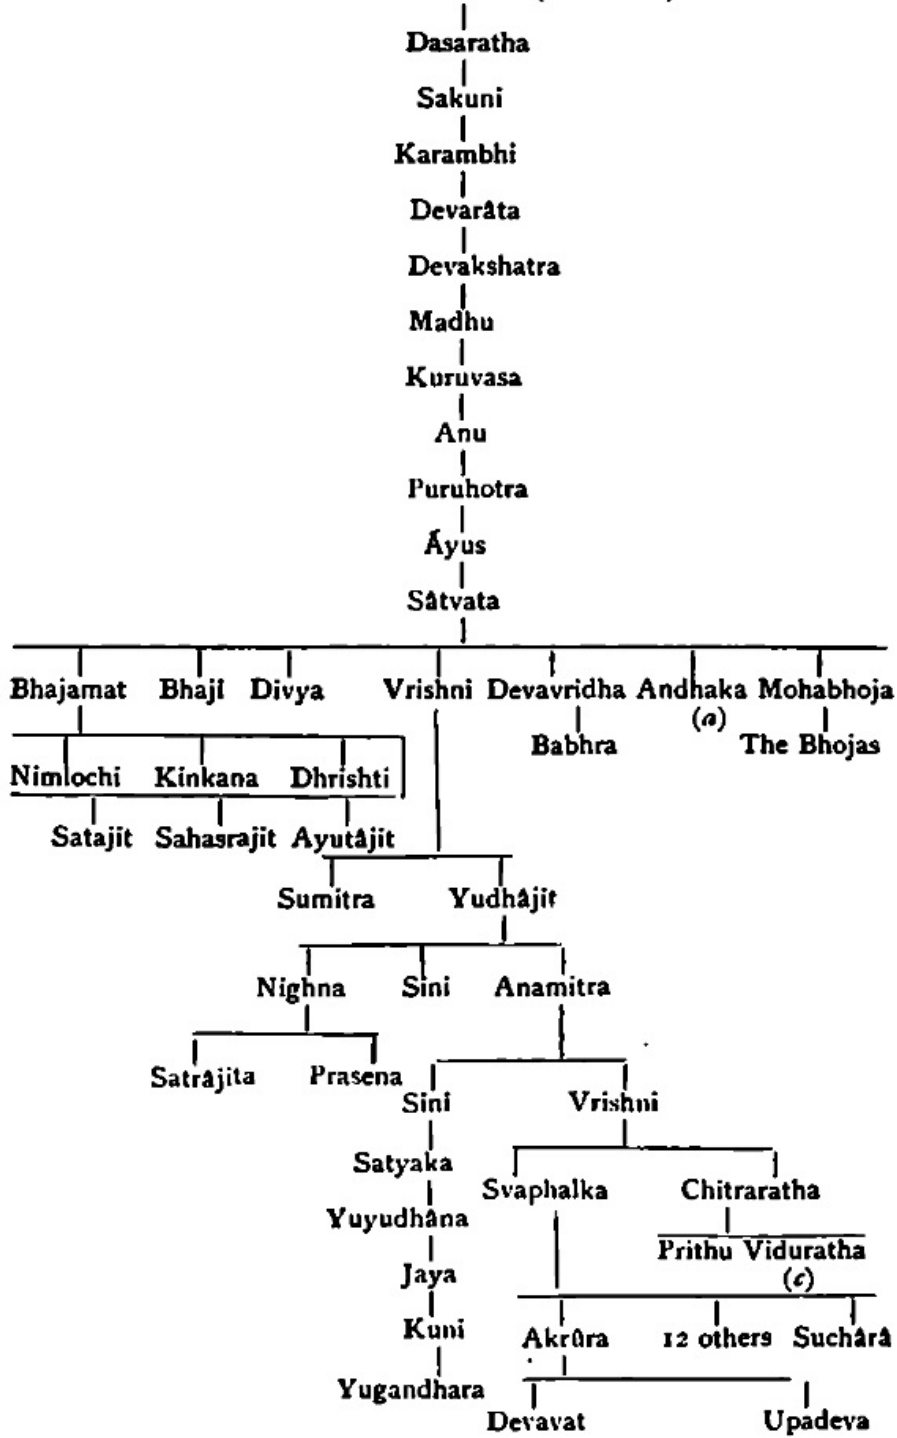 Dasaratha
Sakuni
Karambhi
Devarâta
Devakshatra
Madhu
Kuruvasa
Anu
Puruhotra
Áyus
Sâtvata
Bhajamat Bhaji Divya Vrishni Devavridha Andhaka Mohabhoja
(a)
Babhra The Bhojas
Nimlochi Kinkana Dhrishti
Satajit Sahasrajit Ayutâjit
Sumitra Yudhâjit
Nighna Sini Anamitra
Satrâjita Prasena
Sini Vrishni
Satyaka
Svaphalka Chitraratha
Yuyudhâna
Prithu Viduratha
Jaya (c)
Kuni Akrûra 12 others Suchârâ
Yugandhara
Devavat Upadeva